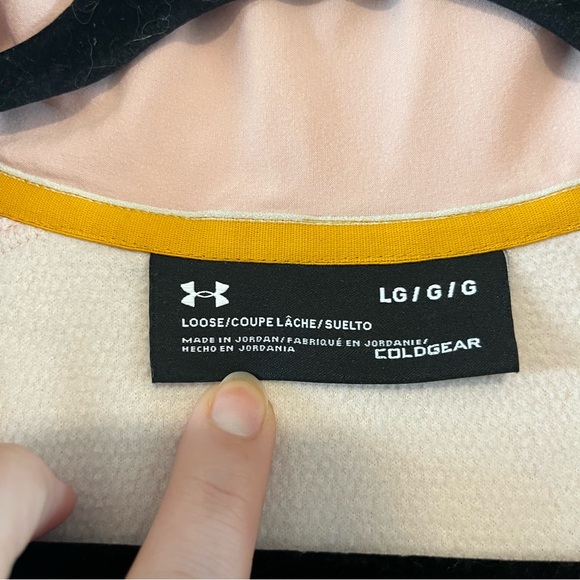 LG / G / G
LOOSE/COUPE LÂCHE/SUELTO
MADE IN JORDAN/FABRIQUÉ EN JORDANIE/
HECHO EN JORDANIA
COLDGEAR